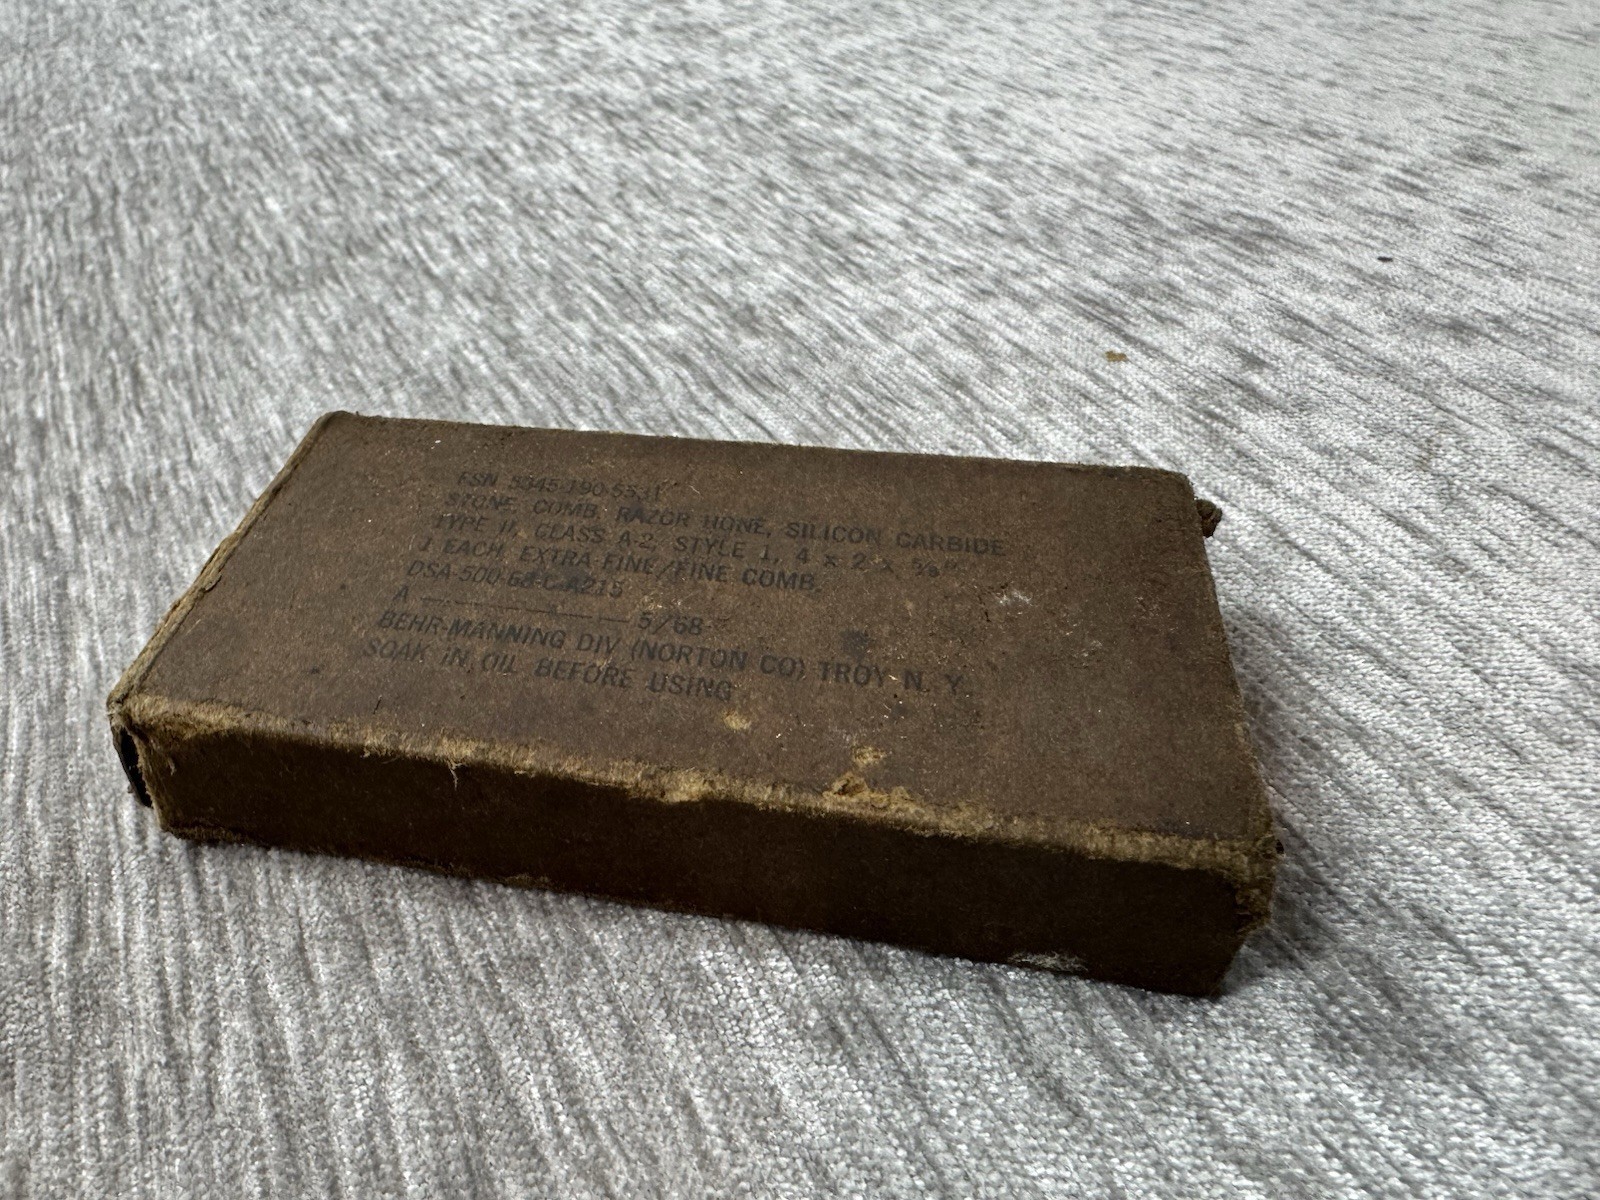 FSN 5345-190-5531
STONE, COMB, RAZOR HONE, SILICON CARBIDE
TYPE II, CLASS A-2, STYLE 1, 4 x 2 x ⅝"
1 EACH, EXTRA FINE/FINE COMB.
DSA-500-68-C-A215
A — — — — — — 5/68
BEHR-MANNING DIV (NORTON CO) TROY N. Y.
SOAK IN OIL BEFORE USING